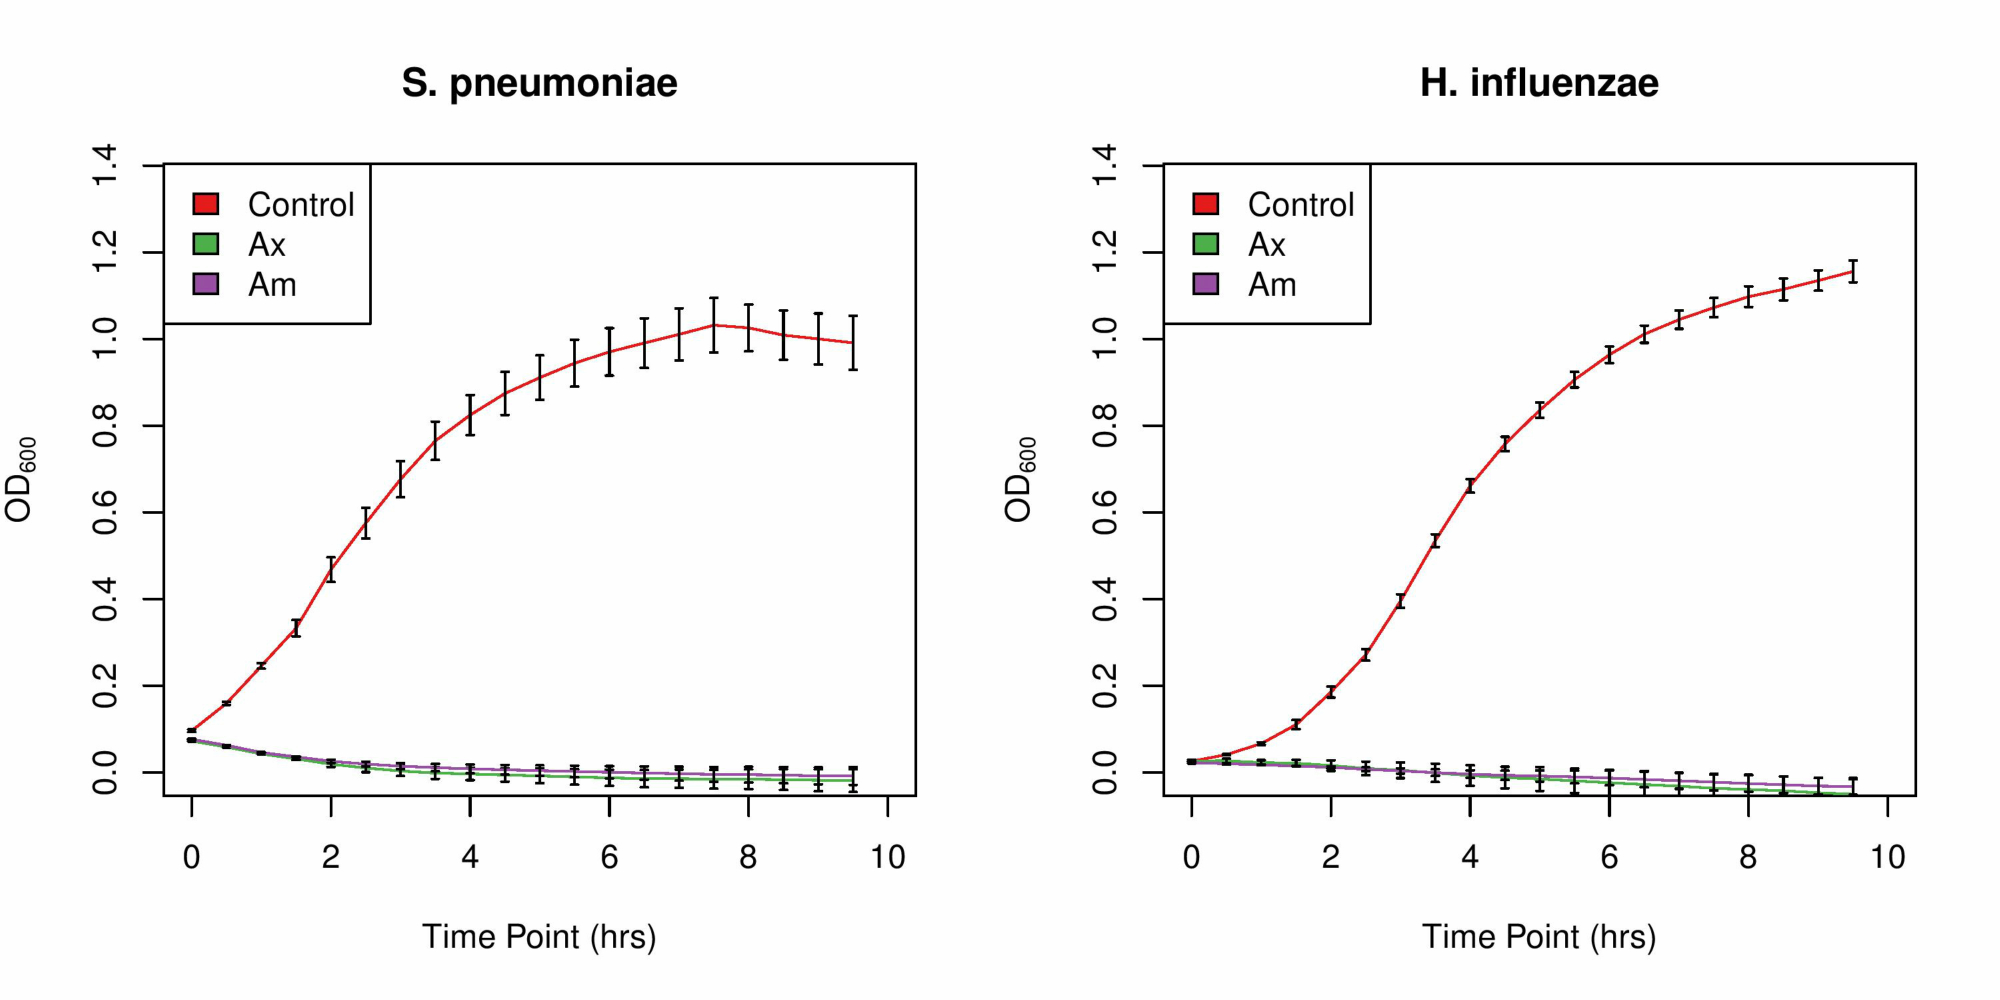 S. pneumoniae
1.4
1.2
1.0
0.8
0.6
0.4
0.2
0.0
OD600
Control
Ax
Am
0 2 4 6 8 10
Time Point (hrs)
H. influenzae
1.4
1.2
1.0
0.8
0.6
0.4
0.2
0.0
OD600
Control
Ax
Am
0 2 4 6 8 10
Time Point (hrs)